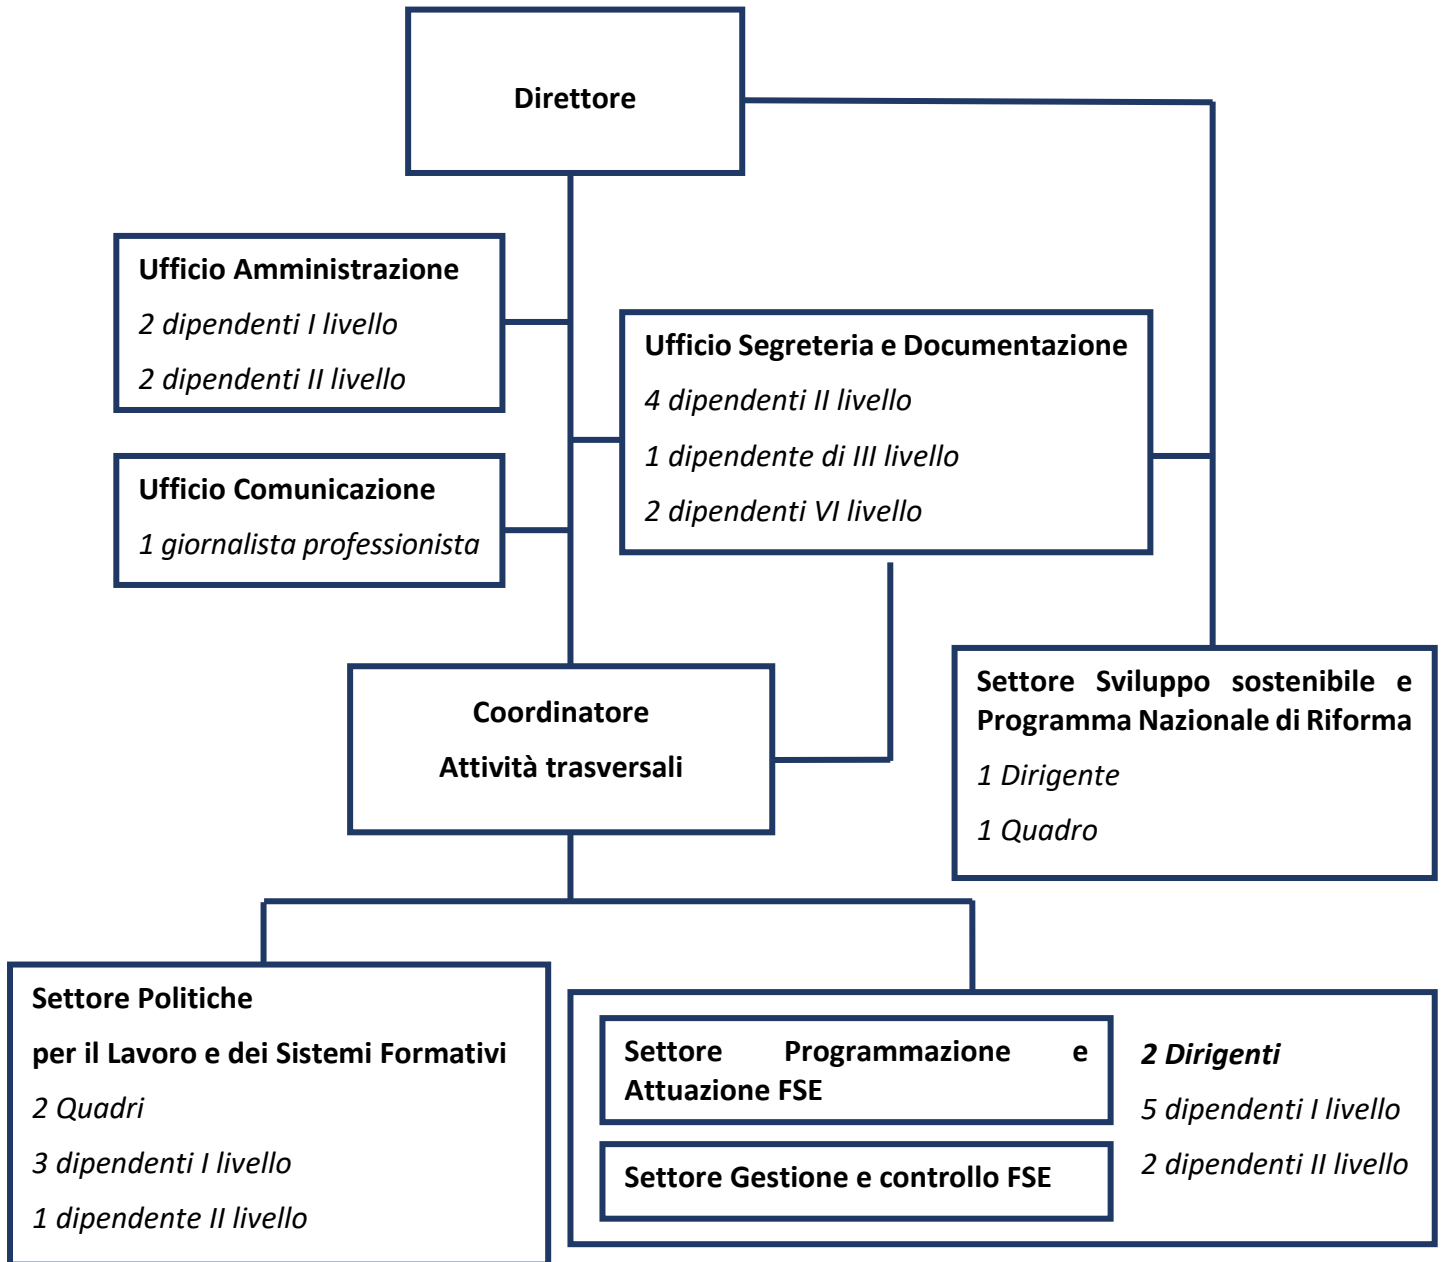 Direttore
Ufficio Amministrazione
2 dipendenti I livello
2 dipendenti II livello
Ufficio Segreteria e Documentazione
4 dipendenti II livello
1 dipendente di III livello
2 dipendenti VI livello
Ufficio Comunicazione
1 giornalista professionista
Coordinatore
Attività trasversali
Settore Sviluppo sostenibile e
Programma Nazionale di Riforma
1 Dirigente
1 Quadro
Settore Politiche
per il Lavoro e dei Sistemi Formativi
2 Quadri
3 dipendenti I livello
1 dipendente II livello
Settore Programmazione e
Attuazione FSE
Settore Gestione e controllo FSE
2 Dirigenti
5 dipendenti I livello
2 dipendenti II livello